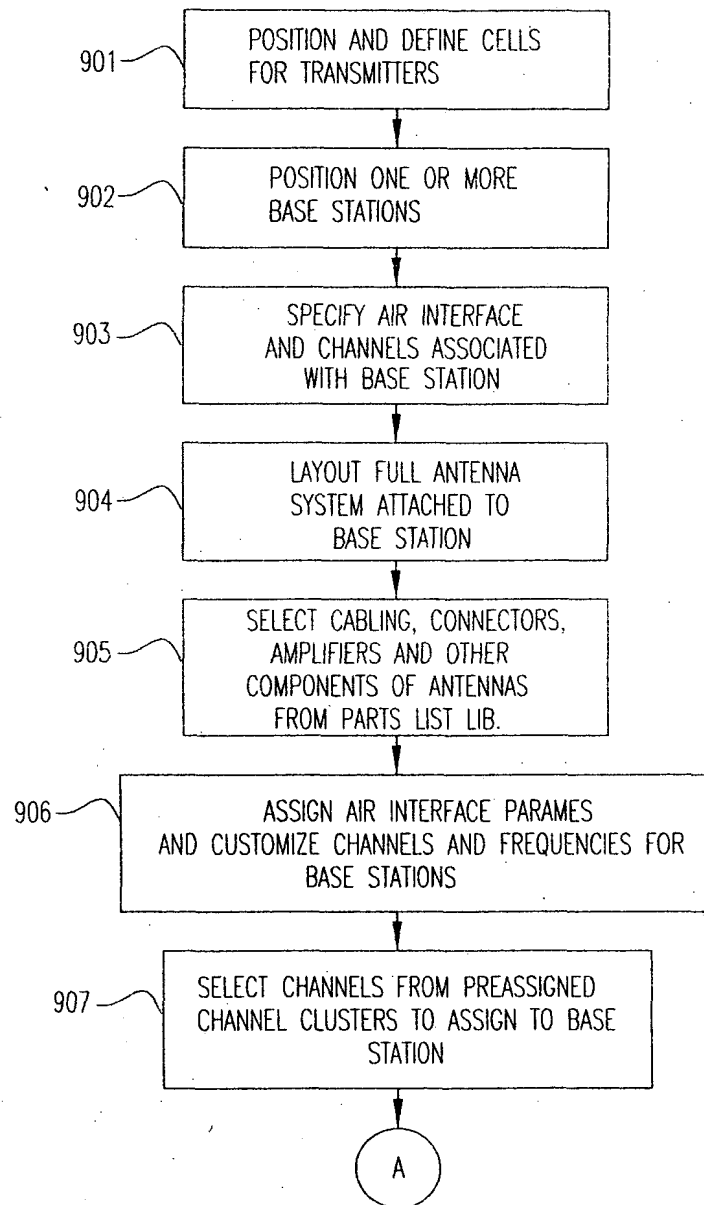 901
POSITION AND DEFINE CELLS
FOR TRANSMITTERS
902
POSITION ONE OR MORE
BASE STATIONS
903
SPECIFY AIR INTERFACE
AND CHANNELS ASSOCIATED
WITH BASE STATION
904
LAYOUT FULL ANTENNA
SYSTEM ATTACHED TO
BASE STATION
905
SELECT CABLING, CONNECTORS,
AMPLIFIERS AND OTHER
COMPONENTS OF ANTENNAS
FROM PARTS LIST LIB.
906
ASSIGN AIR INTERFACE PARAMES
AND CUSTOMIZE CHANNELS AND FREQUENCIES FOR
BASE STATIONS
907
SELECT CHANNELS FROM PREASSIGNED
CHANNEL CLUSTERS TO ASSIGN TO BASE
STATION
A